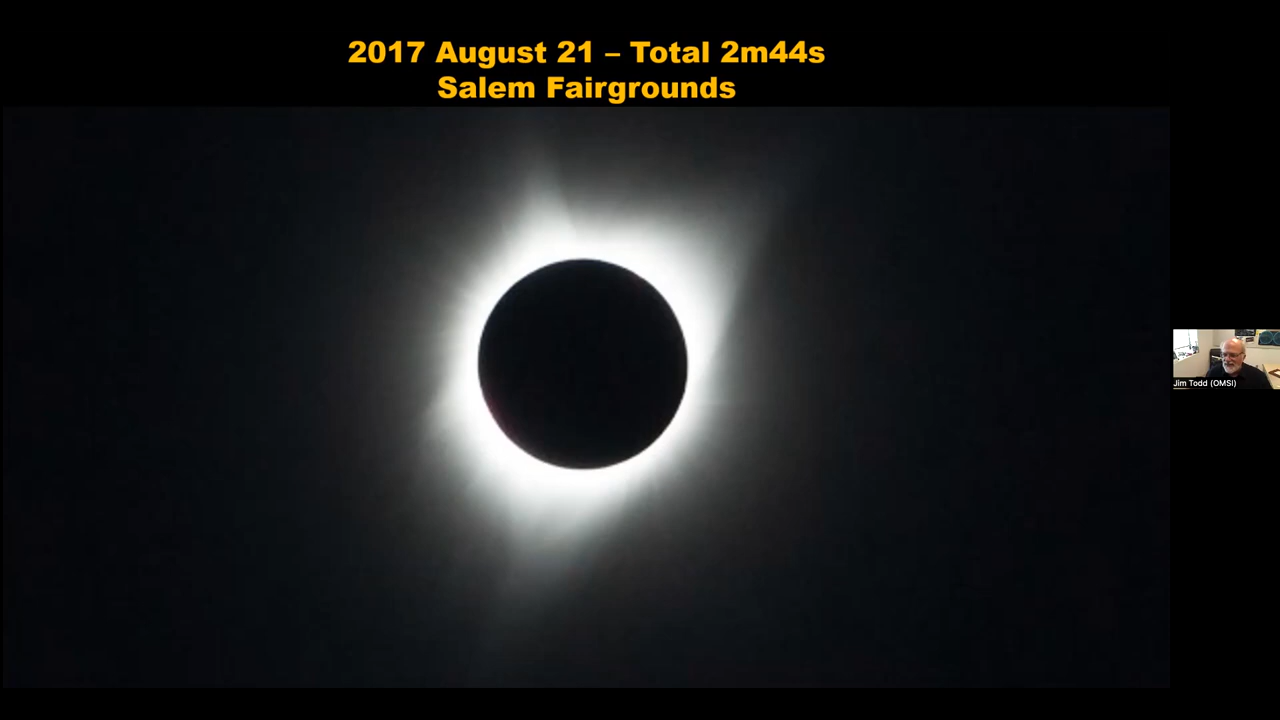 2017 August 21 – Total 2m44s
Salem Fairgrounds
Jim Todd (OMSI)